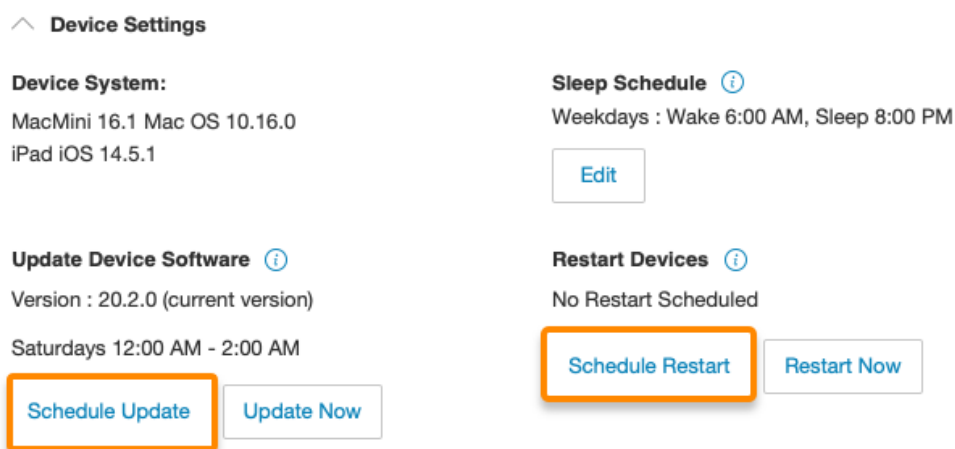 Device Settings
Device System:
MacMini 16.1 Mac OS 10.16.0
iPad iOS 14.5.1
Sleep Schedule
Weekdays : Wake 6:00 AM, Sleep 8:00 PM
Edit
Update Device Software
Version : 20.2.0 (current version)
Saturdays 12:00 AM - 2:00 AM
Schedule Update
Update Now
Restart Devices
No Restart Scheduled
Schedule Restart
Restart Now